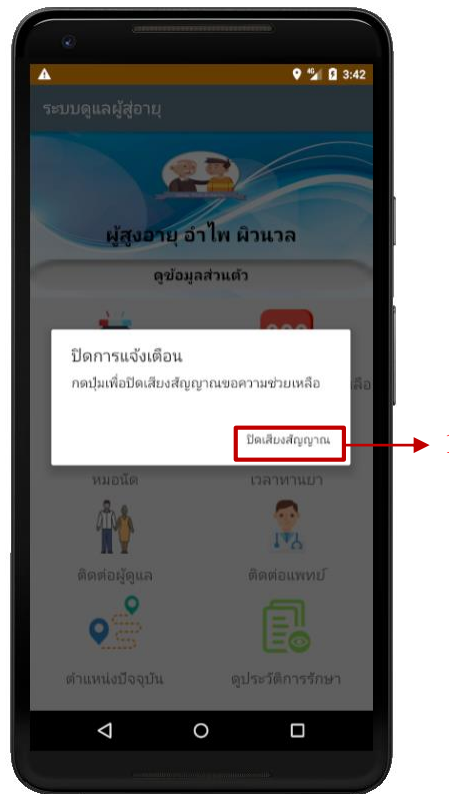 3:42
ระบบดูแลผู้สู่อายุ
ผู้สูงอายุ อำไพ ผิวนวล
ดูข้อมูลส่วนตัว
ปิดการแจ้งเตือน
กดปุ่มเพื่อปิดเสียงสัญญาณขอความช่วยเหลือ
ปิดเสียงสัญญาณ
หมอนัด เวลาทานยา
ติดต่อผู้ดูแล ติดต่อแพทย์
ตำแหน่งปัจจุบัน ดูประวัติการรักษา